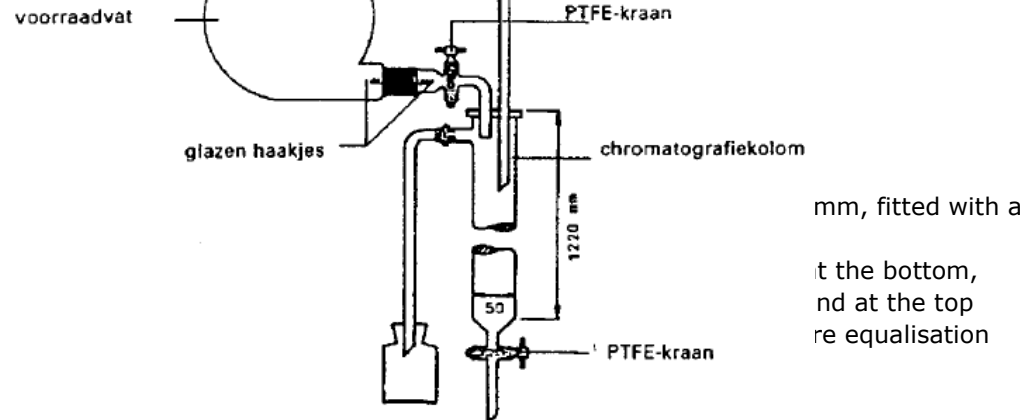 voorraadvat
PTFE-kraan
glazen haakjes
chromatografiekolom
1220 mm
mm, fitted with a
t the bottom,
nd at the top
re equalisation
50
PTFE-kraan